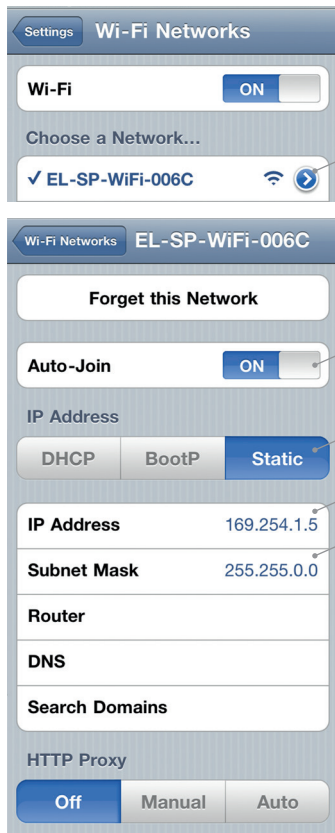 Settings Wi-Fi Networks
Wi-Fi ON
Choose a Network...
✓ EL-SP-WiFi-006C
Wi-Fi Networks EL-SP-WiFi-006C
Forget this Network
Auto-Join ON
IP Address
DHCP BootP Static
IP Address 169.254.1.5
Subnet Mask 255.255.0.0
Router
DNS
Search Domains
HTTP Proxy
Off Manual Auto